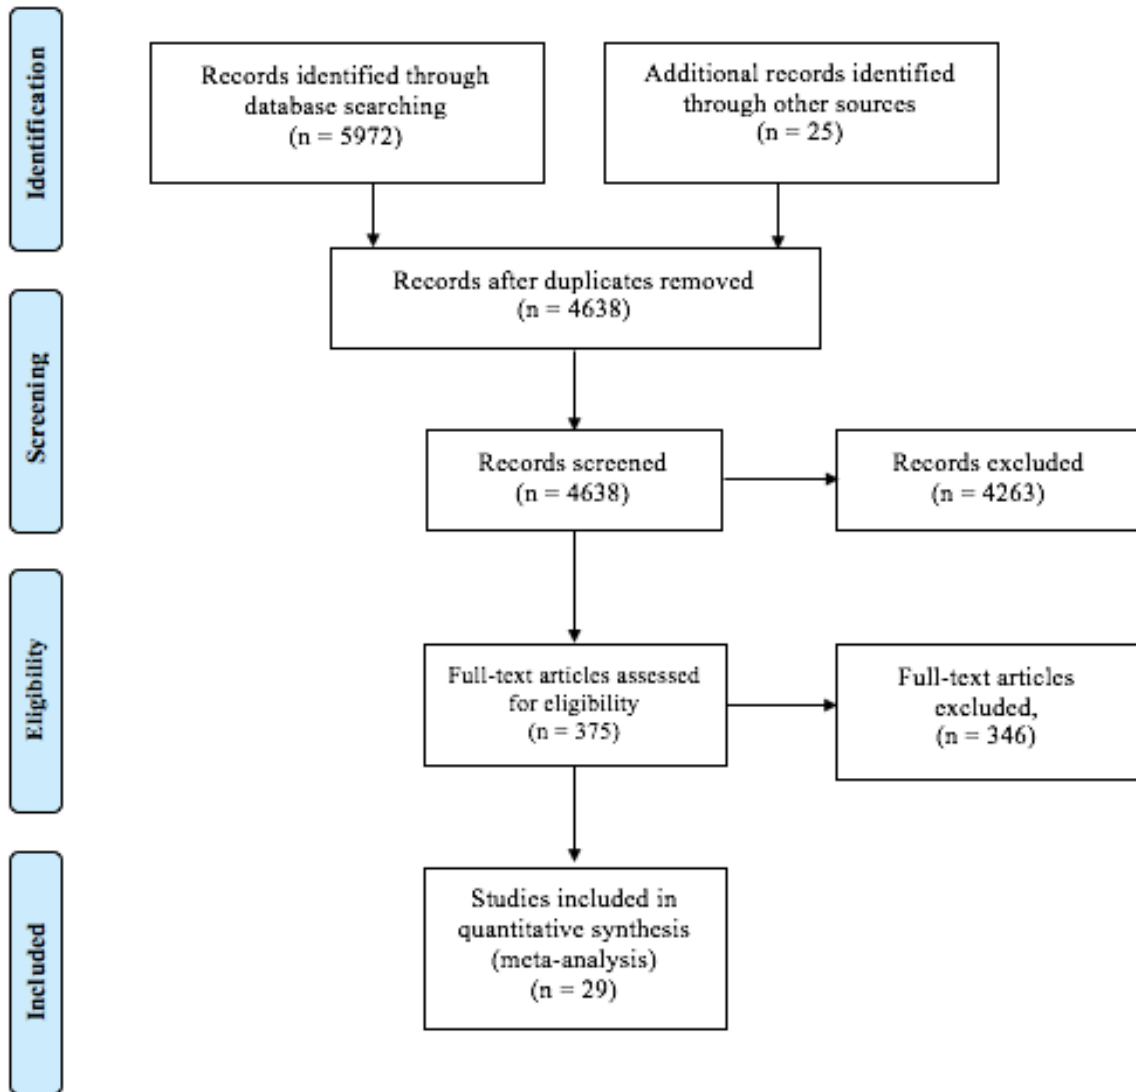 Identification
Records identified through
database searching
(n = 5972)
Additional records identified
through other sources
(n = 25)
Records after duplicates removed
(n = 4638)
Screening
Records screened
(n = 4638)
Records excluded
(n = 4263)
Eligibility
Full-text articles assessed
for eligibility
(n = 375)
Full-text articles
excluded,
(n = 346)
Included
Studies included in
quantitative synthesis
(meta-analysis)
(n = 29)